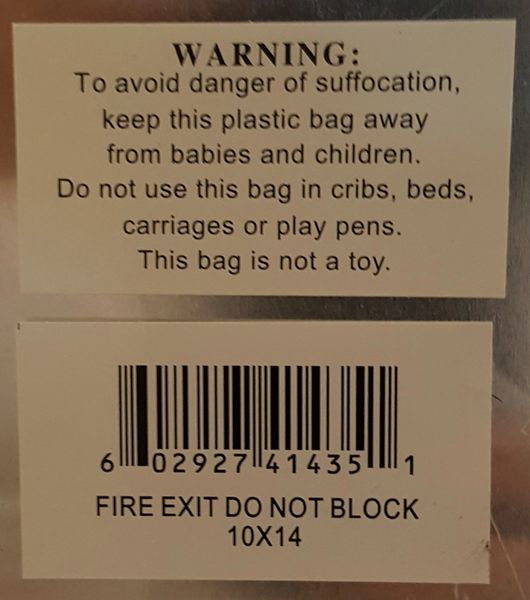 WARNING:
To avoid danger of suffocation,
keep this plastic bag away
from babies and children.
Do not use this bag in cribs, beds,
carriages or play pens.
This bag is not a toy.
6 02927 41435 1
FIRE EXIT DO NOT BLOCK
10X14